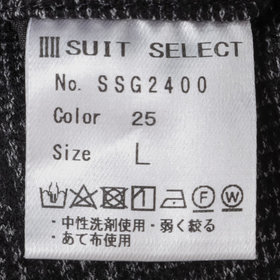 SUIT SELECT
No. SSG2400
Color 25
Size L
F W
・中性洗剤使用・弱く絞る
・あて布使用